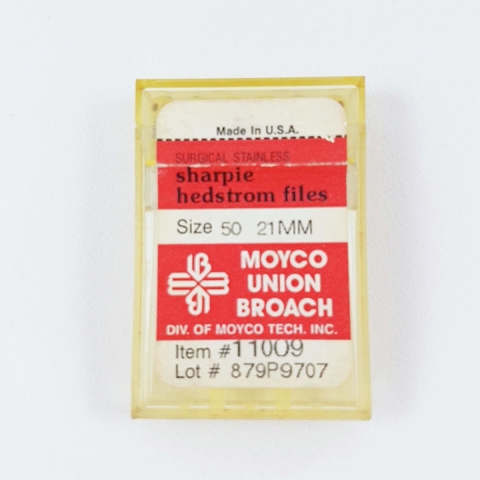 Made In U.S.A.
SURGICAL STAINLESS
sharpie
hedstrom files
Size 50 21MM
MOYCO
UNION
BROACH
DIV. OF MOYCO TECH. INC.
Item #11009
Lot # 879P9707